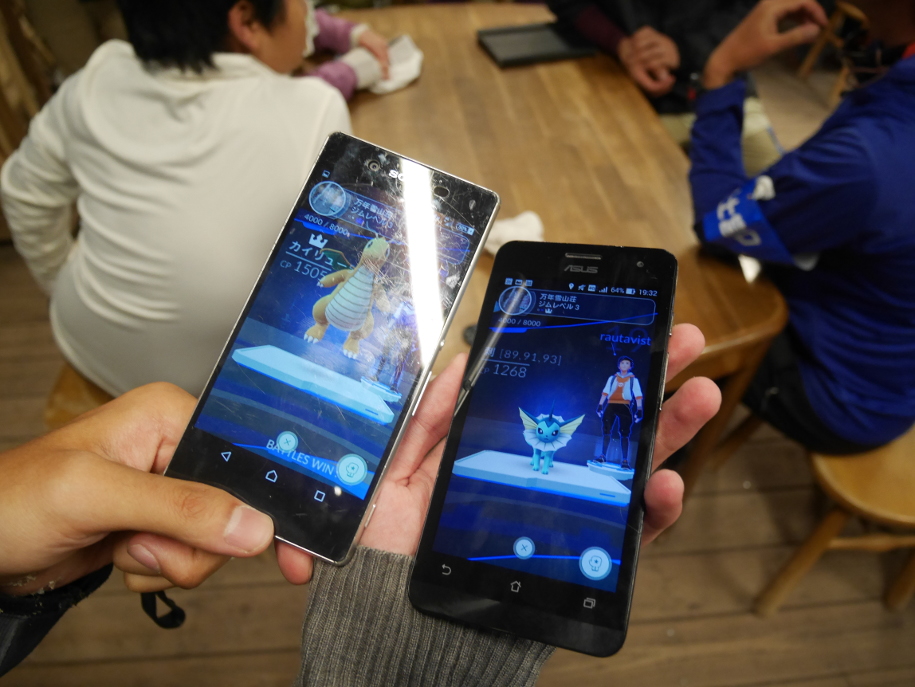 万年雪山荘
ジムレベル
4000 / 8000
カイリュー
CP 1505
BATTLES WIN
ASUS
64% 19:32
万年雪山荘
ジムレベル 3
4000 / 8000
rautavist
[89.91.93]
CP 1268